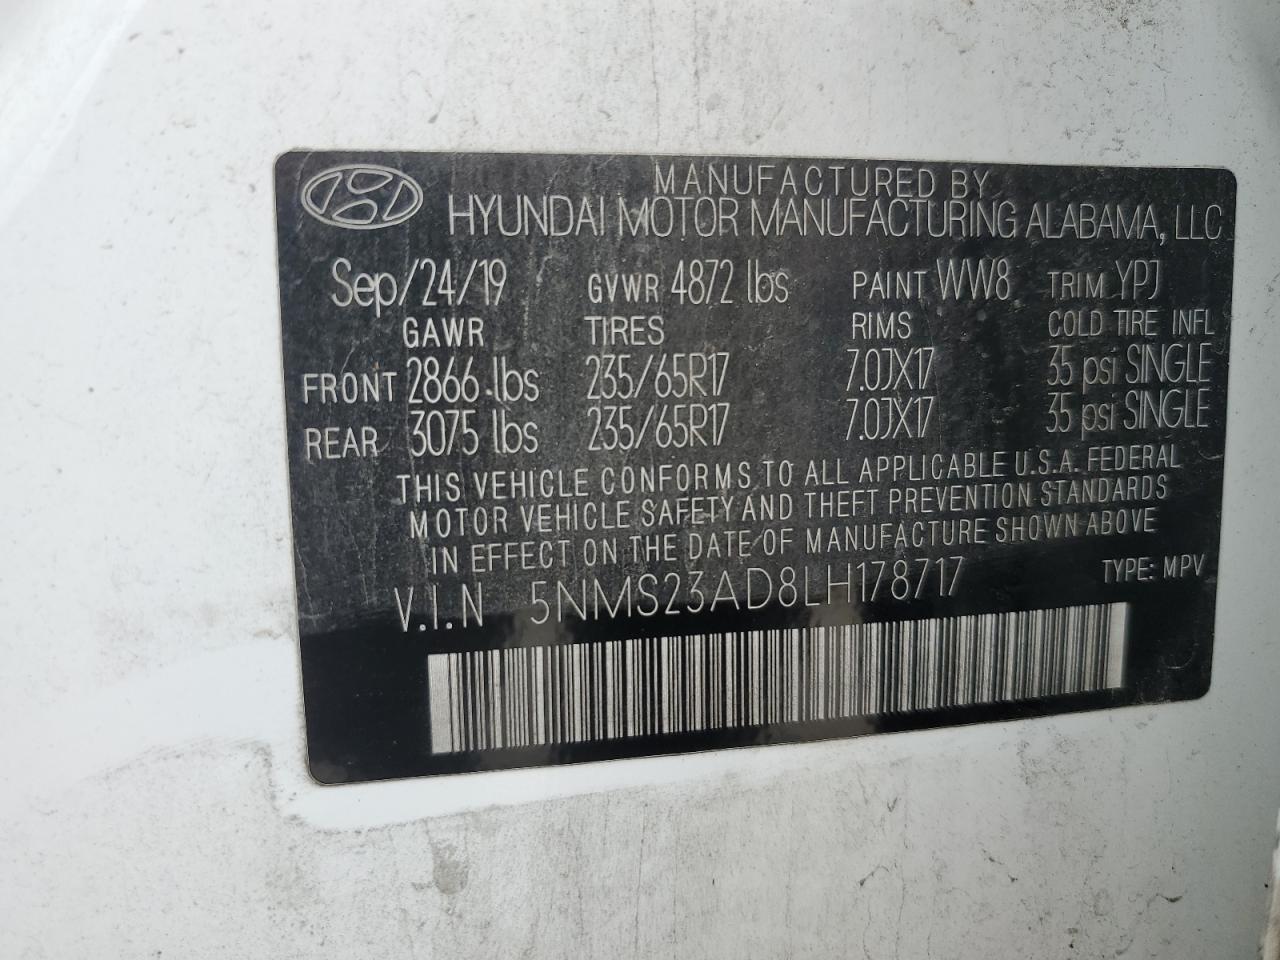 MANUFACTURED BY
HYUNDAI MOTOR MANUFACTURING ALABAMA, LLC
Sep/24/19 GVWR 4872 lbs PAINT WW8 TRIM YPJ
GAWR TIRES RIMS COLD TIRE INFL
FRONT 2866 lbs 235/65R17 7.0JX17 35 psi SINGLE
REAR 3075 lbs 235/65R17 7.0JX17 35 psi SINGLE
THIS VEHICLE CONFORMS TO ALL APPLICABLE U.S.A. FEDERAL
MOTOR VEHICLE SAFETY AND THEFT PREVENTION STANDARDS
IN EFFECT ON THE DATE OF MANUFACTURE SHOWN ABOVE
V.I.N 5NMS23AD8LH178717 TYPE: MPV